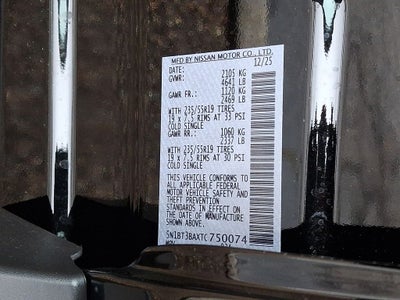 MFD BY NISSAN MOTOR CO., LTD.
DATE: 12/25
GVWR: 2105 KG
4641 LB
GAWR FR.: 1120 KG
2469 LB
WITH 235/55R19 TIRES
19 x 7.5 RIMS AT 33 PSI
COLD SINGLE
GAWR RR.: 1060 KG
2337 LB
WITH 235/55R19 TIRES
19 x 7.5 RIMS AT 30 PSI
COLD SINGLE
THIS VEHICLE CONFORMS TO
ALL APPLICABLE FEDERAL
MOTOR VEHICLE SAFETY AND
THEFT PREVENTION
STANDARDS IN EFFECT ON
THE DATE OF MANUFACTURE
SHOWN ABOVE.
5N1BT3BAXTC750074